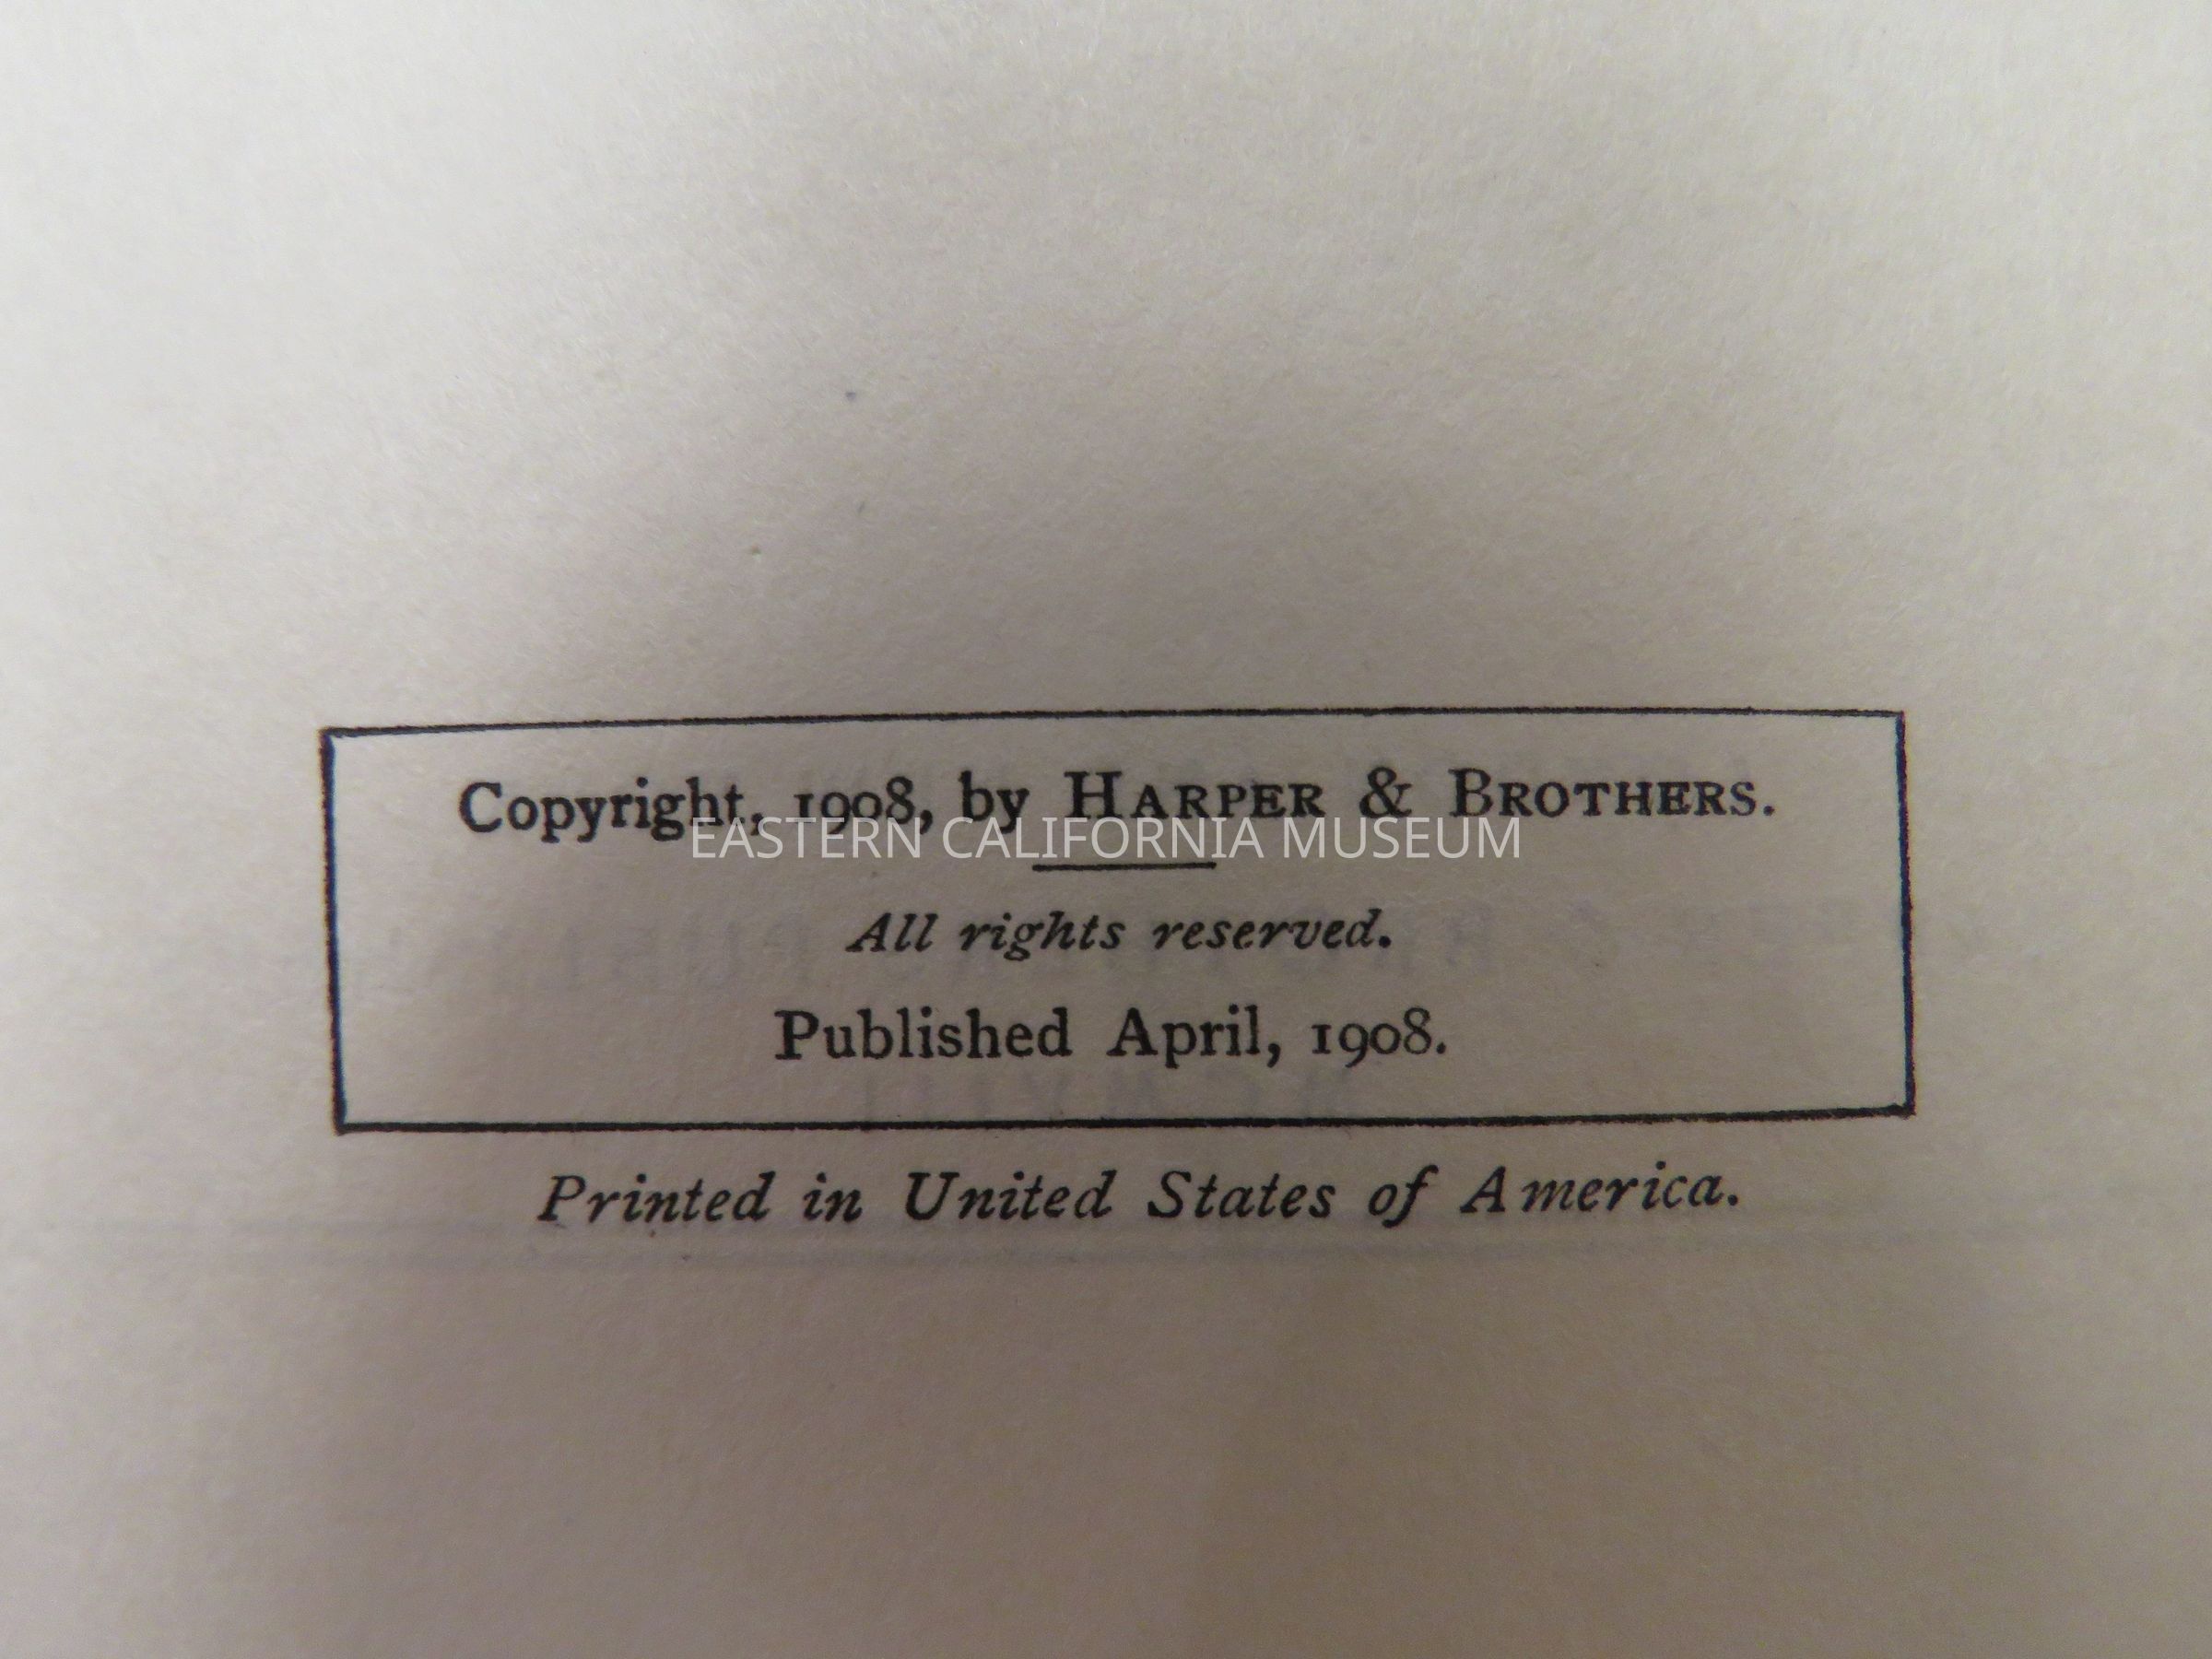 Copyright, 1908, by HARPER & BROTHERS.
EASTERN CALIFORNIA MUSEUM
All rights reserved.
Published April, 1908.
Printed in United States of America.